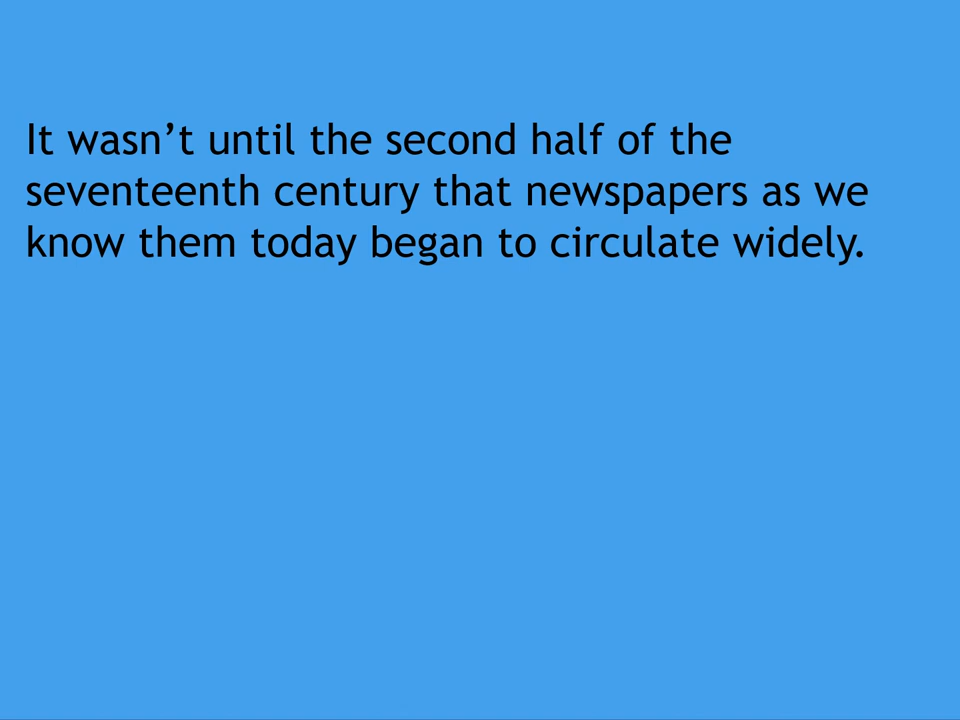 It wasn’t until the second half of the
seventeenth century that newspapers as we
know them today began to circulate widely.